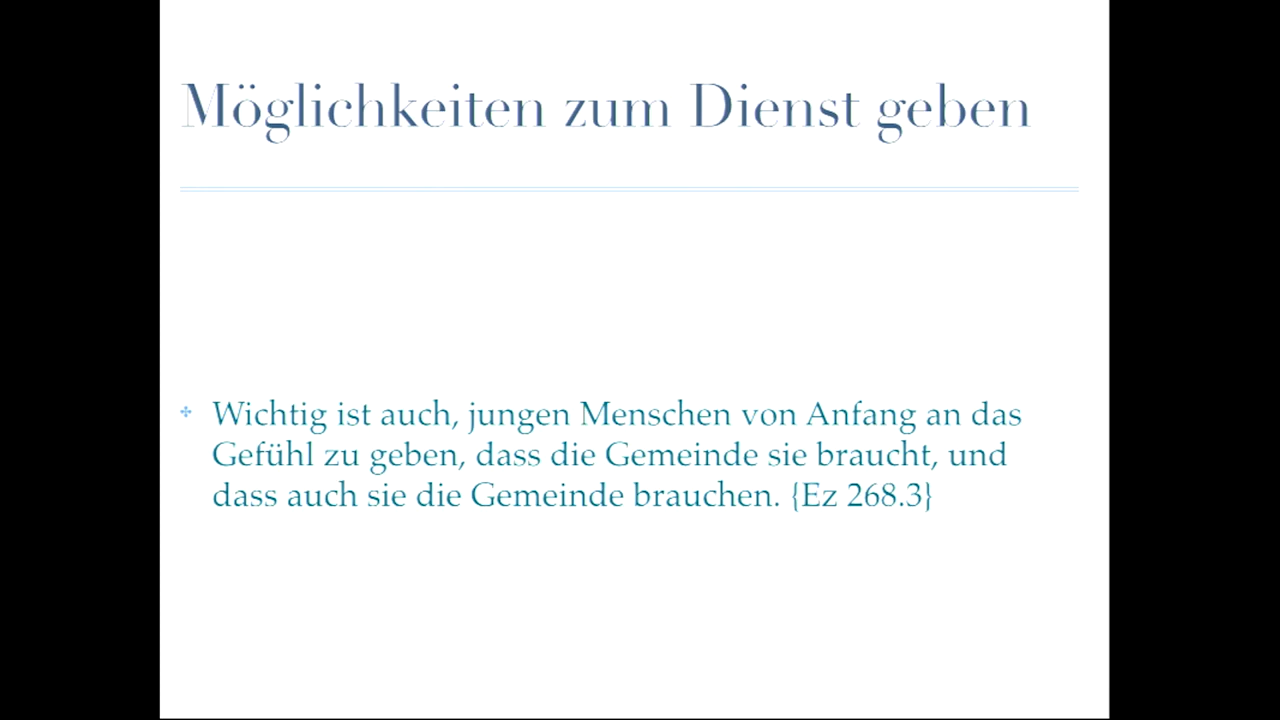 Möglichkeiten zum Dienst geben
Wichtig ist auch, jungen Menschen von Anfang an das
Gefühl zu geben, dass die Gemeinde sie braucht, und
dass auch sie die Gemeinde brauchen. {Ez 268.3}